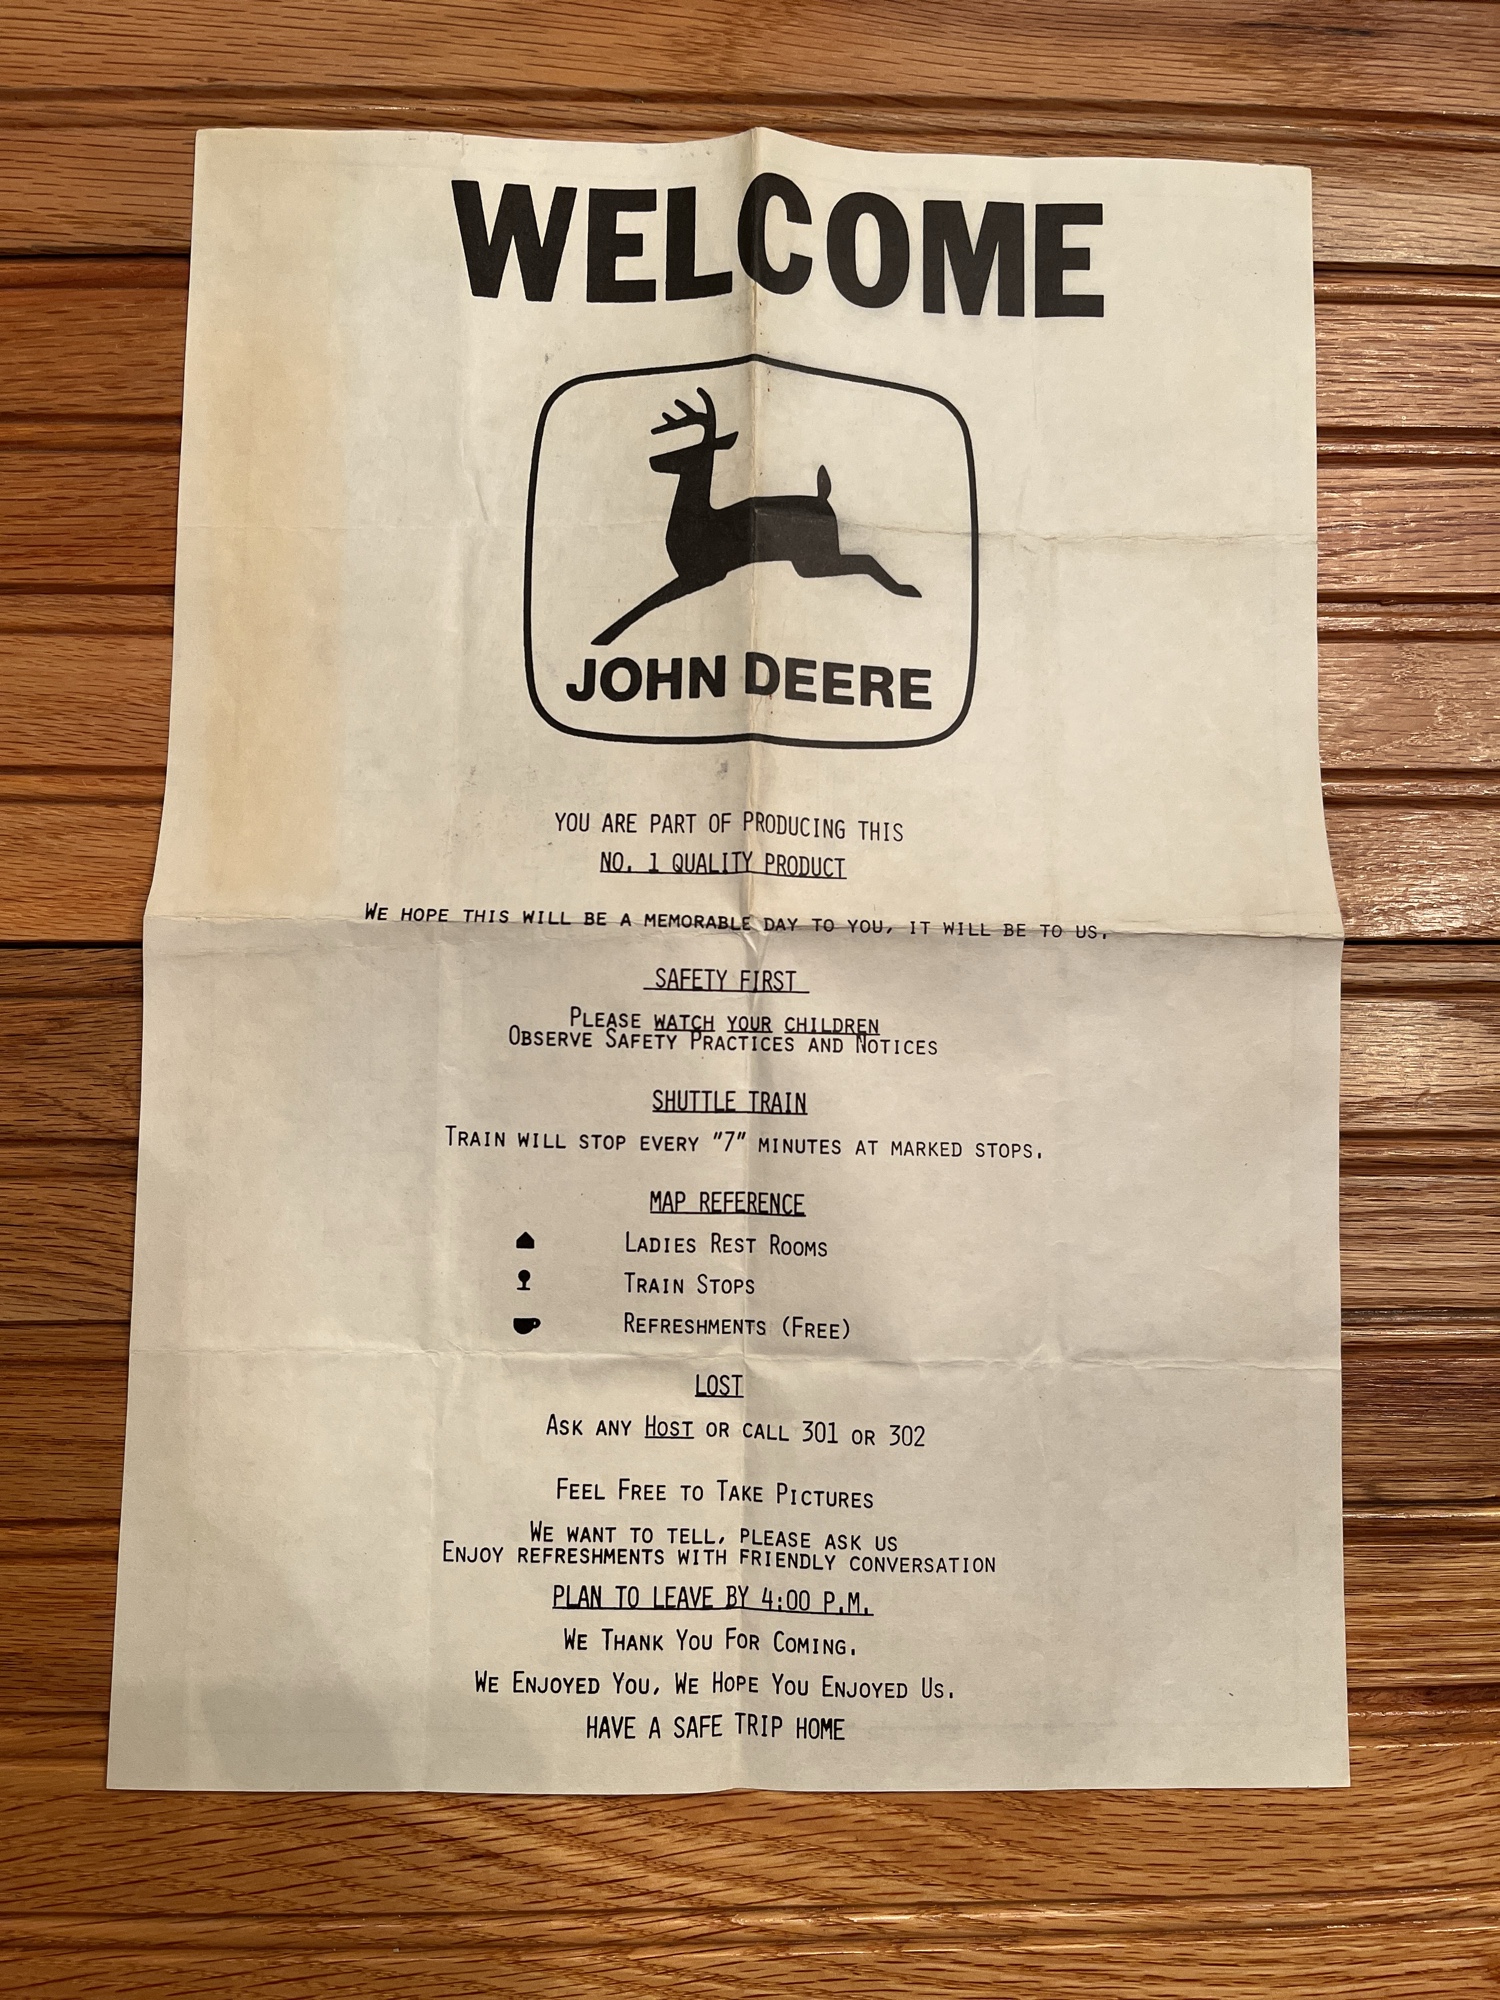 WELCOME
JOHN DEERE
YOU ARE PART OF PRODUCING THIS
NO. 1 QUALITY PRODUCT
WE HOPE THIS WILL BE A MEMORABLE DAY TO YOU, IT WILL BE TO US.
SAFETY FIRST
PLEASE WATCH YOUR CHILDREN
OBSERVE SAFETY PRACTICES AND NOTICES
SHUTTLE TRAIN
TRAIN WILL STOP EVERY "7" MINUTES AT MARKED STOPS.
MAP REFERENCE
LADIES REST ROOMS
TRAIN STOPS
REFRESHMENTS (FREE)
LOST
ASK ANY HOST OR CALL 301 OR 302
FEEL FREE TO TAKE PICTURES
WE WANT TO TELL, PLEASE ASK US
ENJOY REFRESHMENTS WITH FRIENDLY CONVERSATION
PLAN TO LEAVE BY 4:00 P.M.
WE THANK YOU FOR COMING.
WE ENJOYED YOU, WE HOPE YOU ENJOYED US.
HAVE A SAFE TRIP HOME